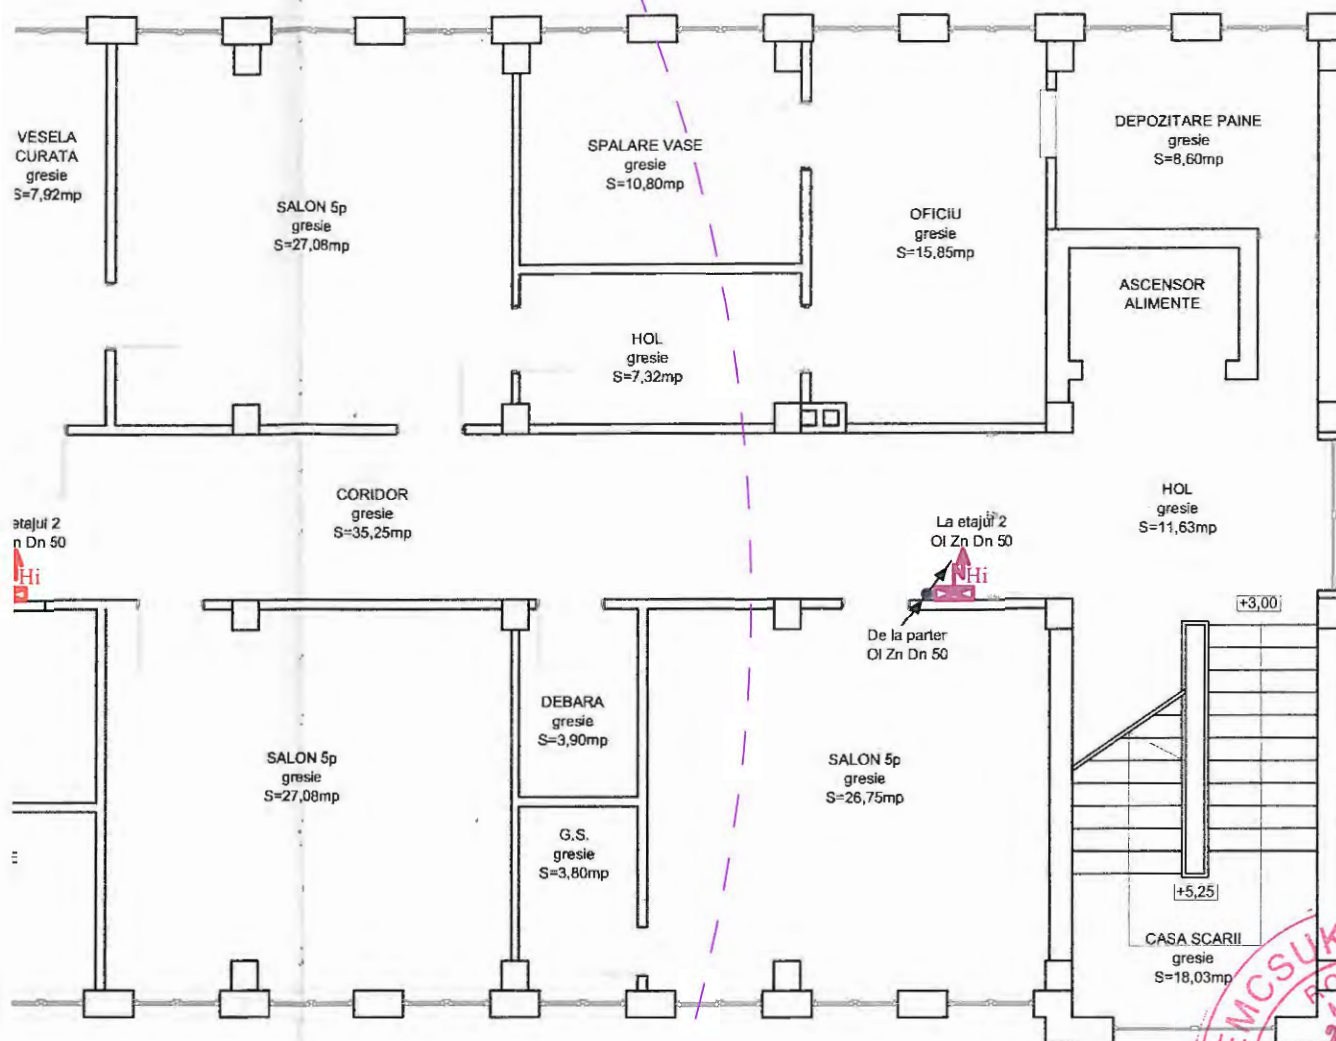 VESELA
CURATA
gresie
S=7,92mp
SALON 5p
gresie
S=27,08mp
SPALARE VASE
gresie
S=10,80mp
HOL
gresie
S=7,32mp
OFICIU
gresie
S=15,85mp
DEPOZITARE PAINE
gresie
S=8,60mp
ASCENSOR
ALIMENTE
etajul 2
n Dn 50
Hi
CORIDOR
gresie
S=35,25mp
La etajul 2
Ol Zn Dn 50
Hi
De la parter
Ol Zn Dn 50
HOL
gresie
S=11,63mp
+3,00
SALON 5p
gresie
S=27,08mp
DEBARA
gresie
S=3,90mp
G.S.
gresie
S=3,80mp
SALON 5p
gresie
S=26,75mp
+5,25
CASA SCARII
gresie
S=18,03mp
EMCSUK